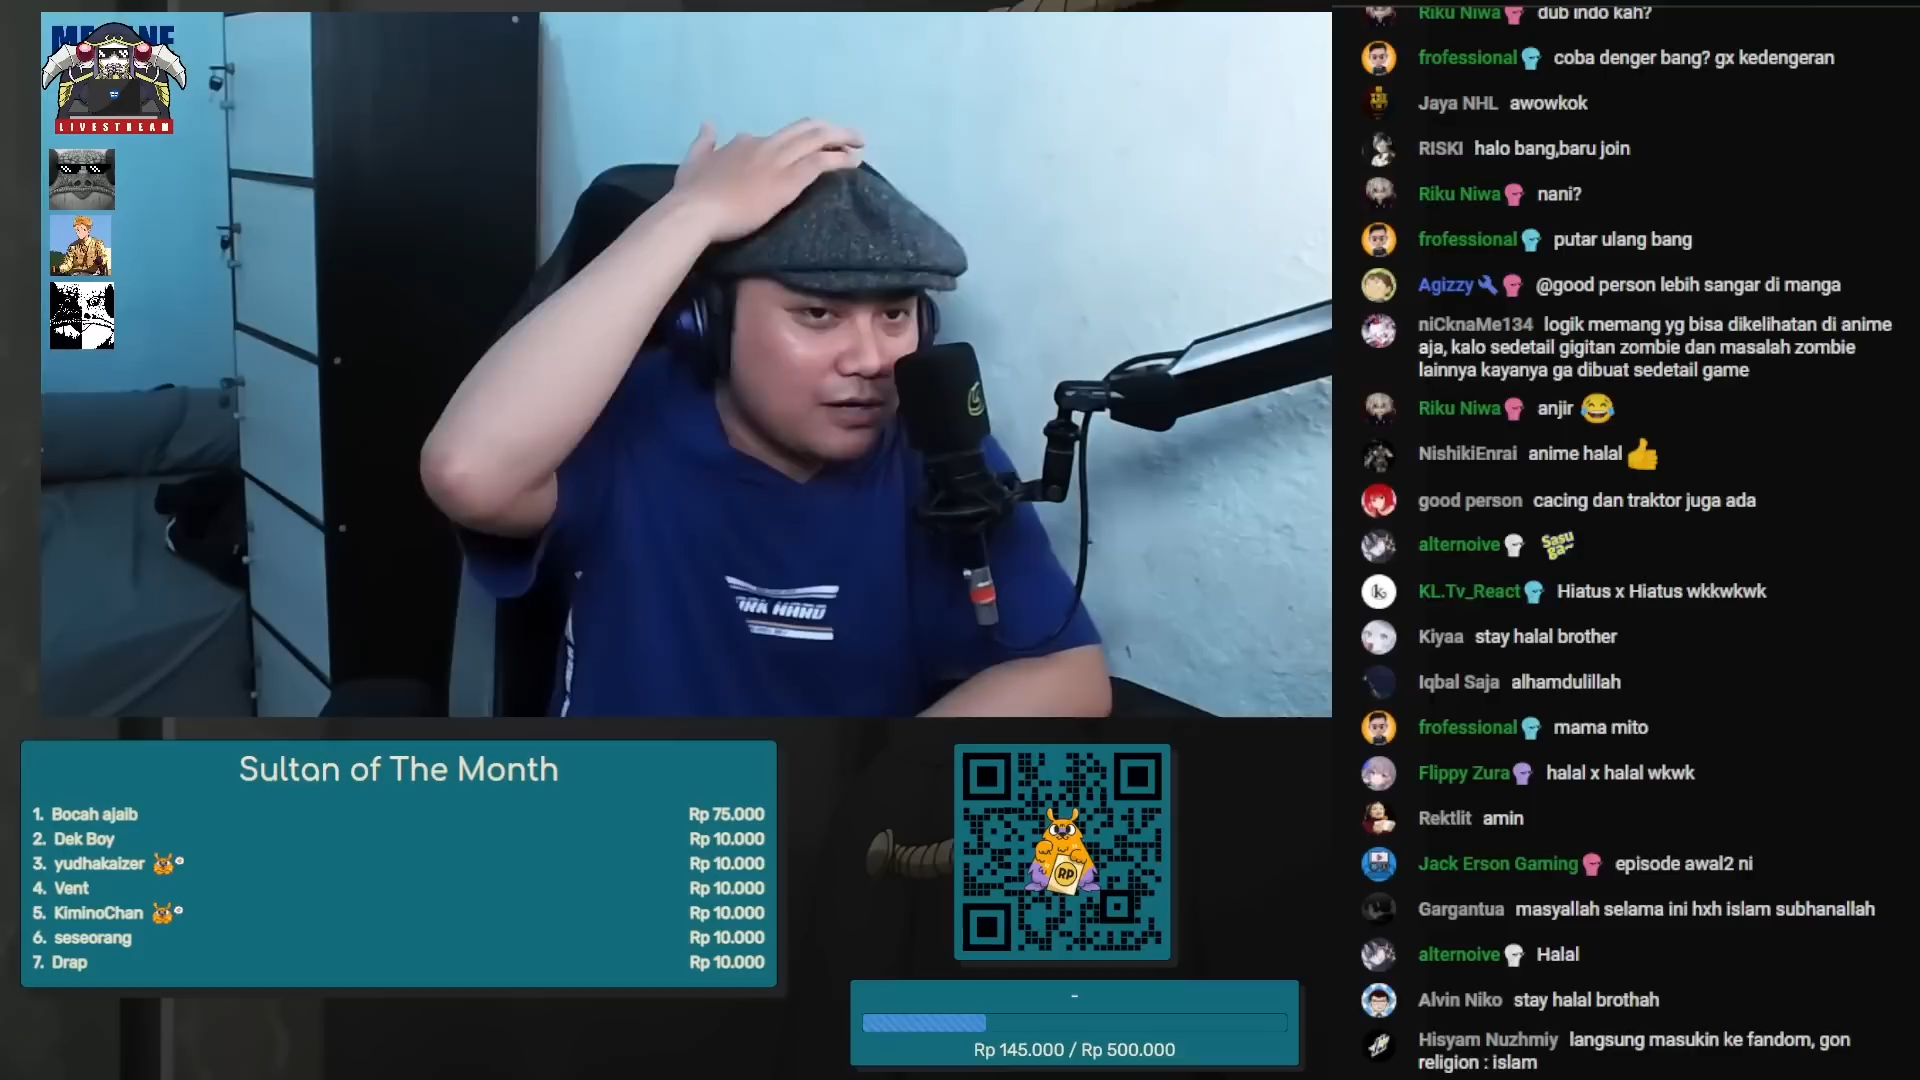 LIVESTREAM
Sultan of The Month
1. Bocah ajaib Rp 75.000
2. Dek Boy Rp 10.000
3. yudhakaizer Rp 10.000
4. Vent Rp 10.000
5. KiminoChan Rp 10.000
6. seseorang Rp 10.000
7. Drap Rp 10.000
RP
-
Rp 145.000 / Rp 500.000
Riku Niwa dub indo kah?
frofessional coba denger bang? gx kedengeran
Jaya NHL awowkok
RISKI halo bang,baru join
Riku Niwa nani?
frofessional putar ulang bang
Agizzy @good person lebih sangar di manga
niCknaMe134 logik memang yg bisa dikelihatan di anime
aja, kalo sedetail gigitan zombie dan masalah zombie
lainnya kayanya ga dibuat sedetail game
Riku Niwa anjir
NishikiEnrai anime halal
good person cacing dan traktor juga ada
alternoive Sasu
ga~
KL.Tv_React Hiatus x Hiatus wkkwkwk
Kiyaa stay halal brother
Iqbal Saja alhamdulillah
frofessional mama mito
Flippy Zura halal x halal wkwk
Rektlit amin
Jack Erson Gaming episode awal2 ni
Gargantua masyallah selama ini hxh islam subhanallah
alternoive Halal
Alvin Niko stay halal brothah
Hisyam Nuzhmiy langsung masukin ke fandom, gon
religion : islam